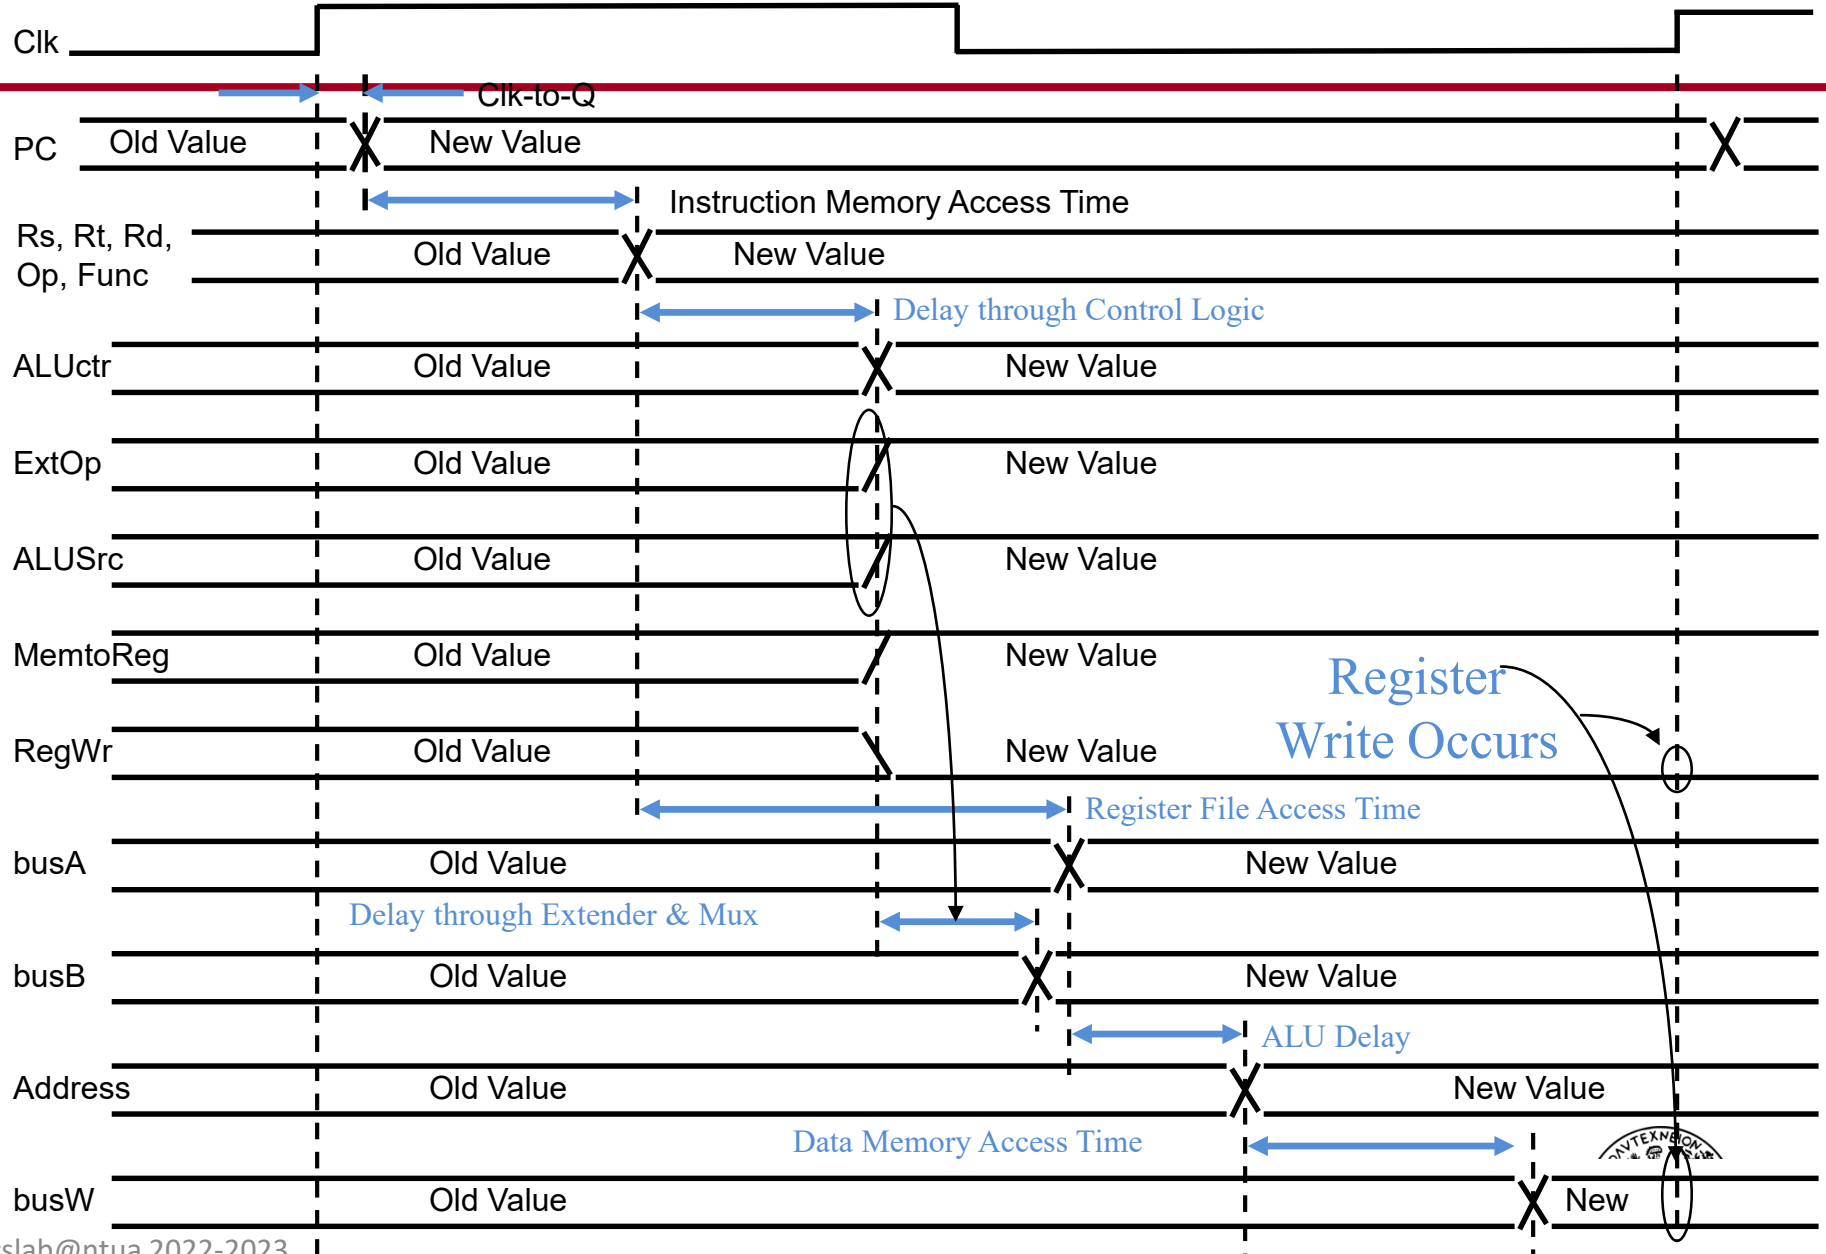 Clk
Clk-to-Q
PC
Old Value
New Value
Instruction Memory Access Time
Rs, Rt, Rd,
Op, Func
Old Value
New Value
Delay through Control Logic
ALUctr
Old Value
New Value
ExtOp
Old Value
New Value
ALUSrc
Old Value
New Value
MemtoReg
Old Value
New Value
Register
Write Occurs
RegWr
Old Value
New Value
Register File Access Time
busA
Old Value
New Value
Delay through Extender & Mux
busB
Old Value
New Value
ALU Delay
Address
Old Value
New Value
Data Memory Access Time
busW
Old Value
New
cslab@ntua 2022-2023